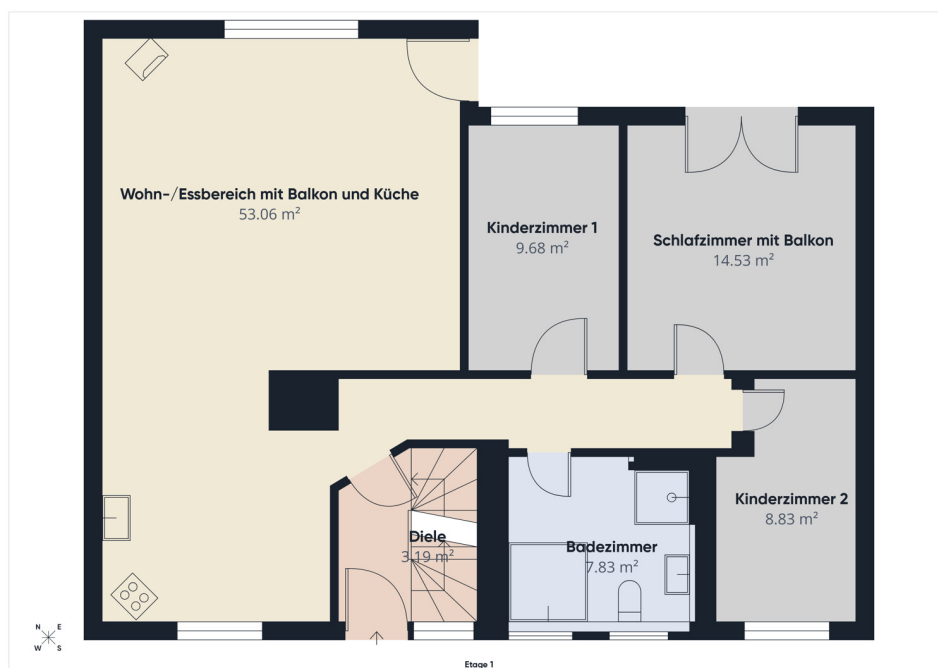 Wohn-/Essbereich mit Balkon und Küche
53.06 m²
Kinderzimmer 1
9.68 m²
Schlafzimmer mit Balkon
14.53 m²
Kinderzimmer 2
8.83 m²
Diele
3.19 m²
Badezimmer
7.83 m²
N E
W S
Etage 1